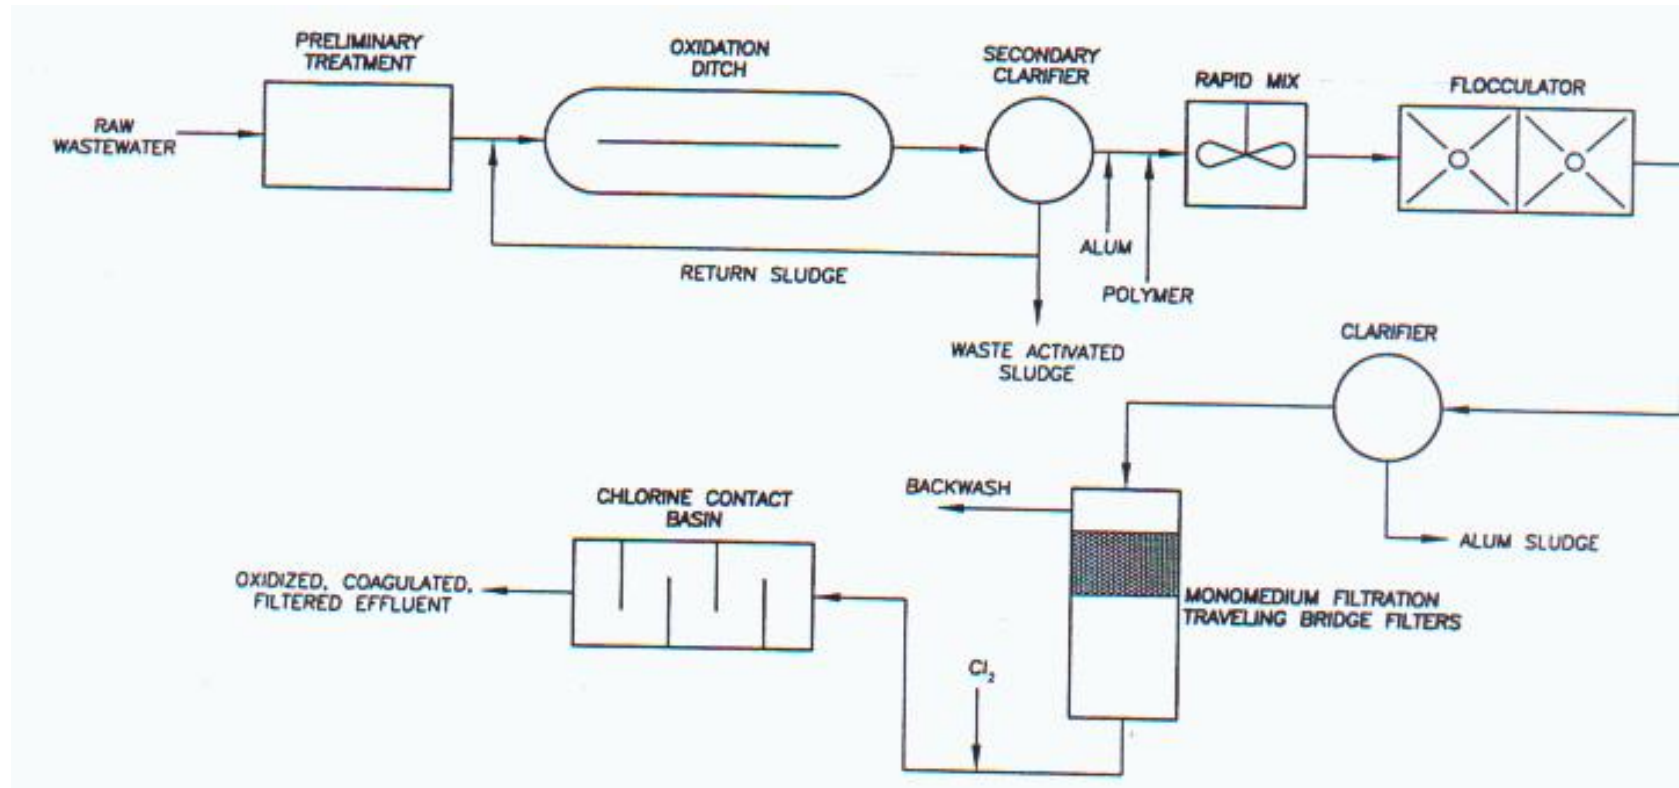 PRELIMINARY
TREATMENT
OXIDATION
DITCH
SECONDARY
CLARIFIER
RAPID MIX
FLOCCULATOR
RAW
WASTEWATER
ALUM
RETURN SLUDGE
POLYMER
WASTE ACTIVATED
SLUDGE
CLARIFIER
BACKWASH
CHLORINE CONTACT
BASIN
ALUM SLUDGE
OXIDIZED, COAGULATED,
FILTERED EFFLUENT
MONOMEDIUM FILTRATION
TRAVELING BRIDGE FILTERS
Cl₂